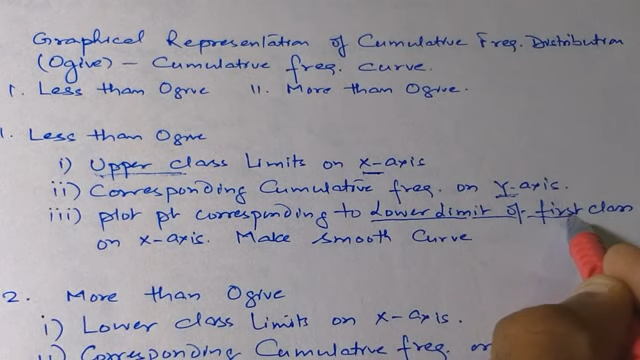 Graphical Representation of Cumulative Freq. Distribution
(Ogive) - Cumulative freq. curve.
1. Less than Ogive 11. More than Ogive.
1. Less than Ogive
i) Upper class Limits on x-axis
ii) Corresponding Cumulative freq. on Y-axis.
iii) plot pt corresponding to Lower Limit of first class
on x-axis. Make smooth Curve
2. More than Ogive
i) Lower class Limits on x-axis.
ii) Corresponding Cumulative freq. on